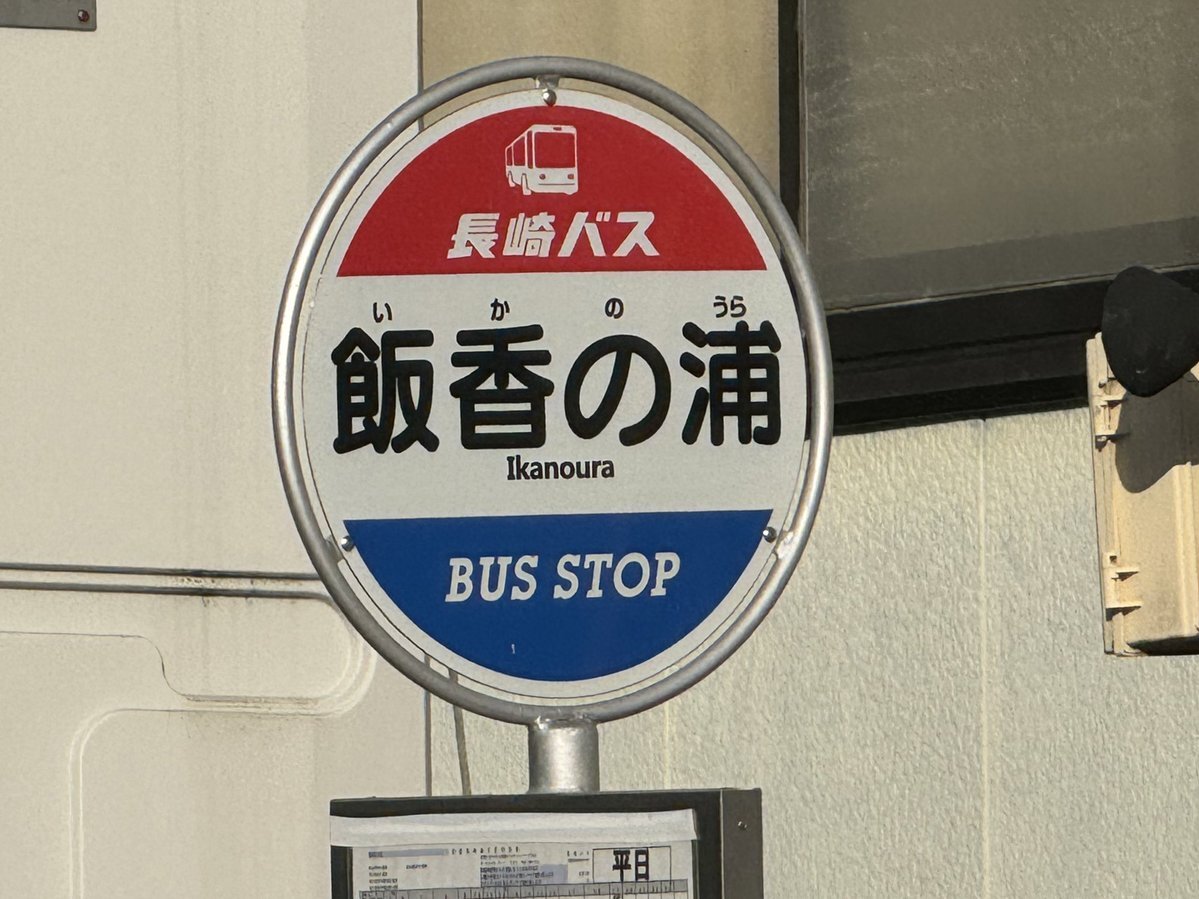 長崎バス
い か の うら
飯香の浦
Ikanoura
BUS STOP
平日